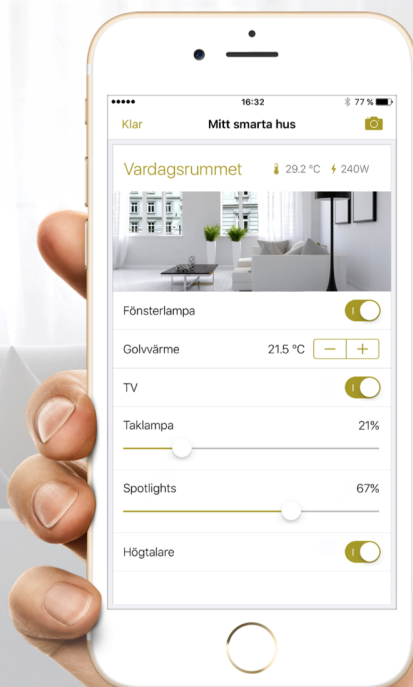 16:32
77 %
Klar
Mitt smarta hus
Vardagsrummet
29.2 °C
240W
Fönsterlampa
Golvvärme
21.5 °C
TV
Taklampa
21%
Spotlights
67%
Högtalare